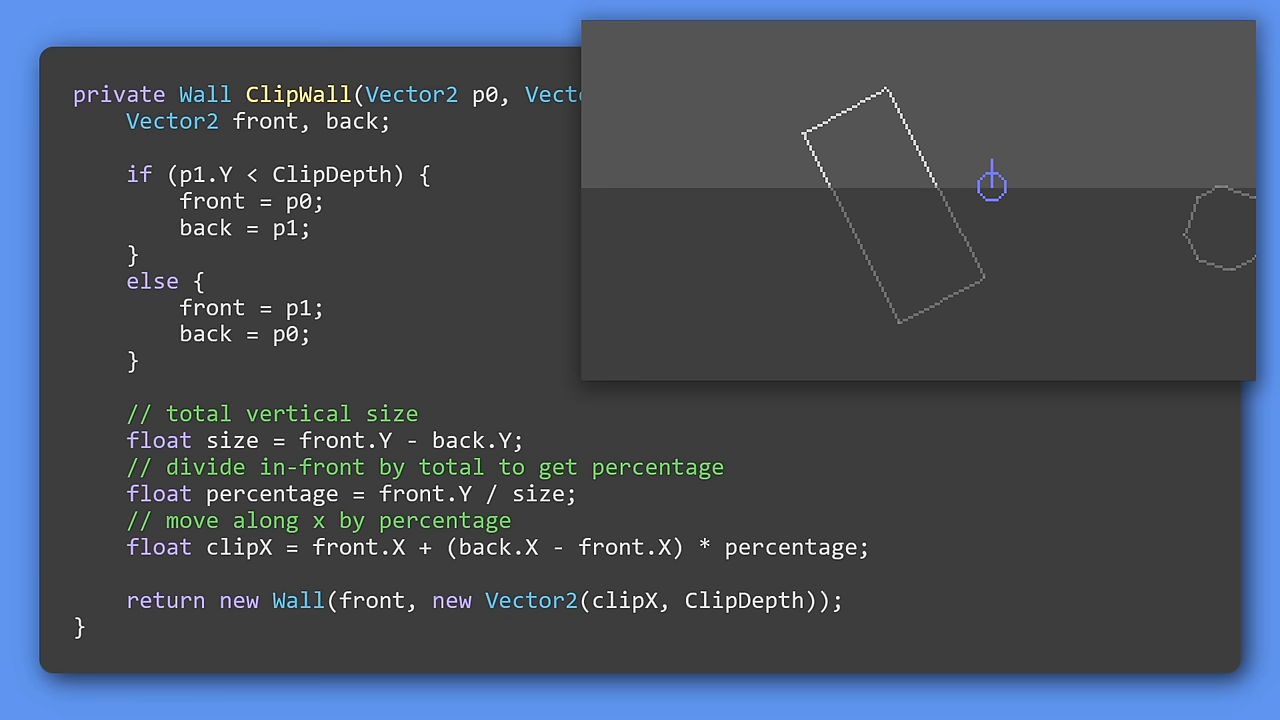 private Wall ClipWall(Vector2 p0,
Vector2 front, back;
if (p1.Y < ClipDepth) {
front = p0;
back = p1;
}
else {
front = p1;
back = p0;
}
// total vertical size
float size = front.Y - back.Y;
// divide in-front by total to get percentage
float percentage = front.Y / size;
// move along x by percentage
float clipX = front.X + (back.X - front.X) * percentage;
return new Wall(front, new Vector2(clipX, ClipDepth));
}